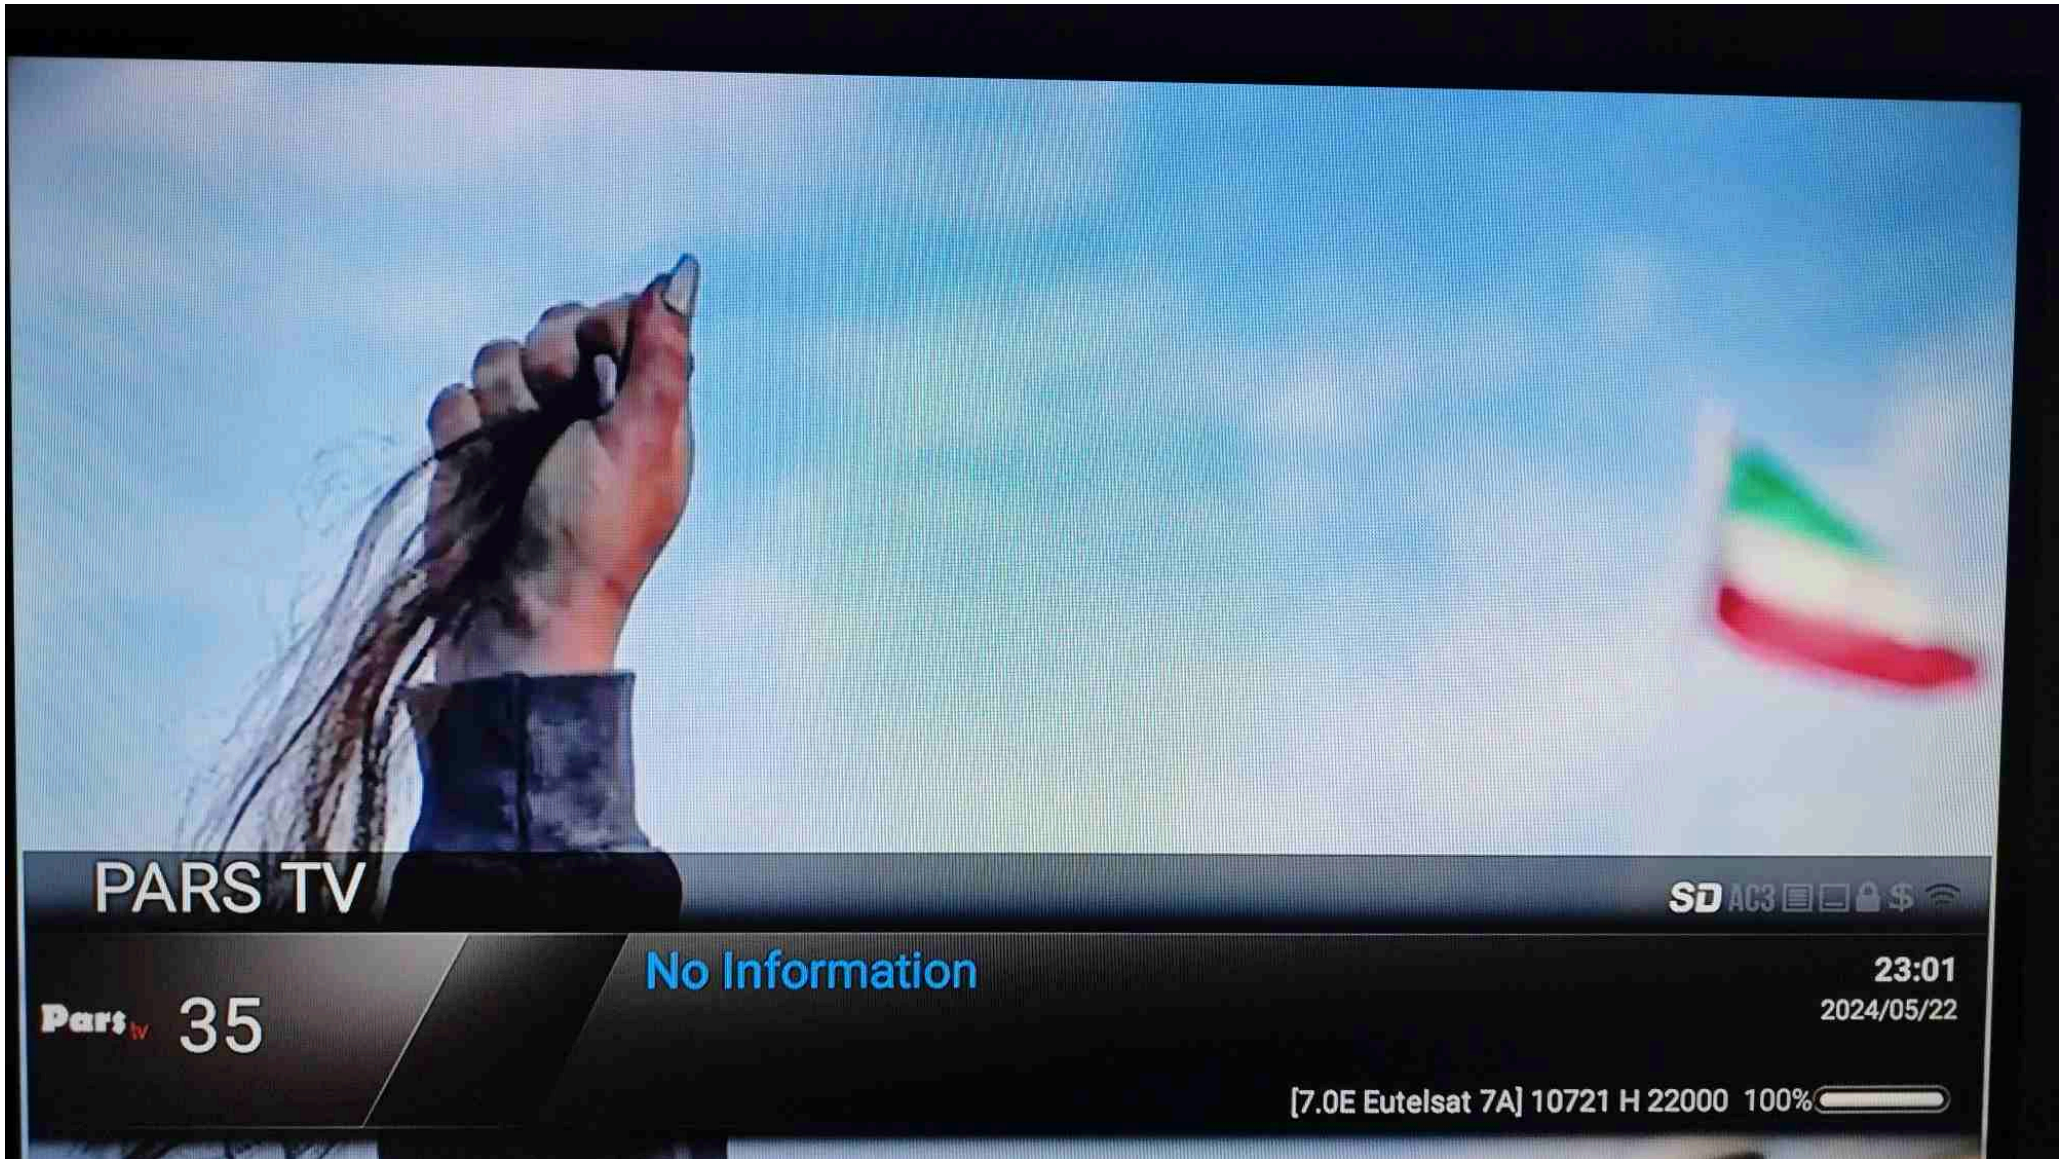 PARS TV
SD AC3 $
Pars tv 35
No Information
23:01
2024/05/22
[7.0E Eutelsat 7A] 10721 H 22000 100%